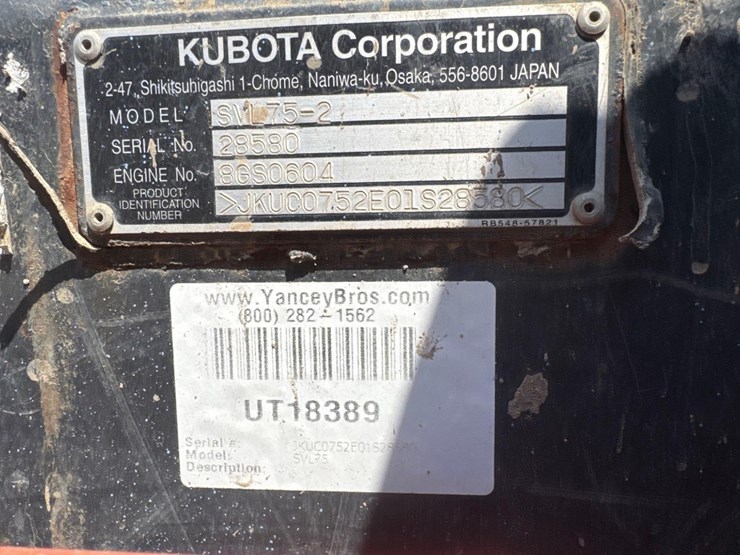 KUBOTA Corporation
2-47, Shikitsuhigashi 1-Chome, Naniwa-ku, Osaka, 556-8601 JAPAN
MODEL SVL75-2
SERIAL No. 28580
ENGINE No. 8GS0604
PRODUCT
IDENTIFICATION
NUMBER >JKUC0752E01S28580<
RB548-57821
www.YanceyBros.com
(800) 282-1562
UT18389
Serial #: JKUC0752E01S28580
Model: SVL75
Description: